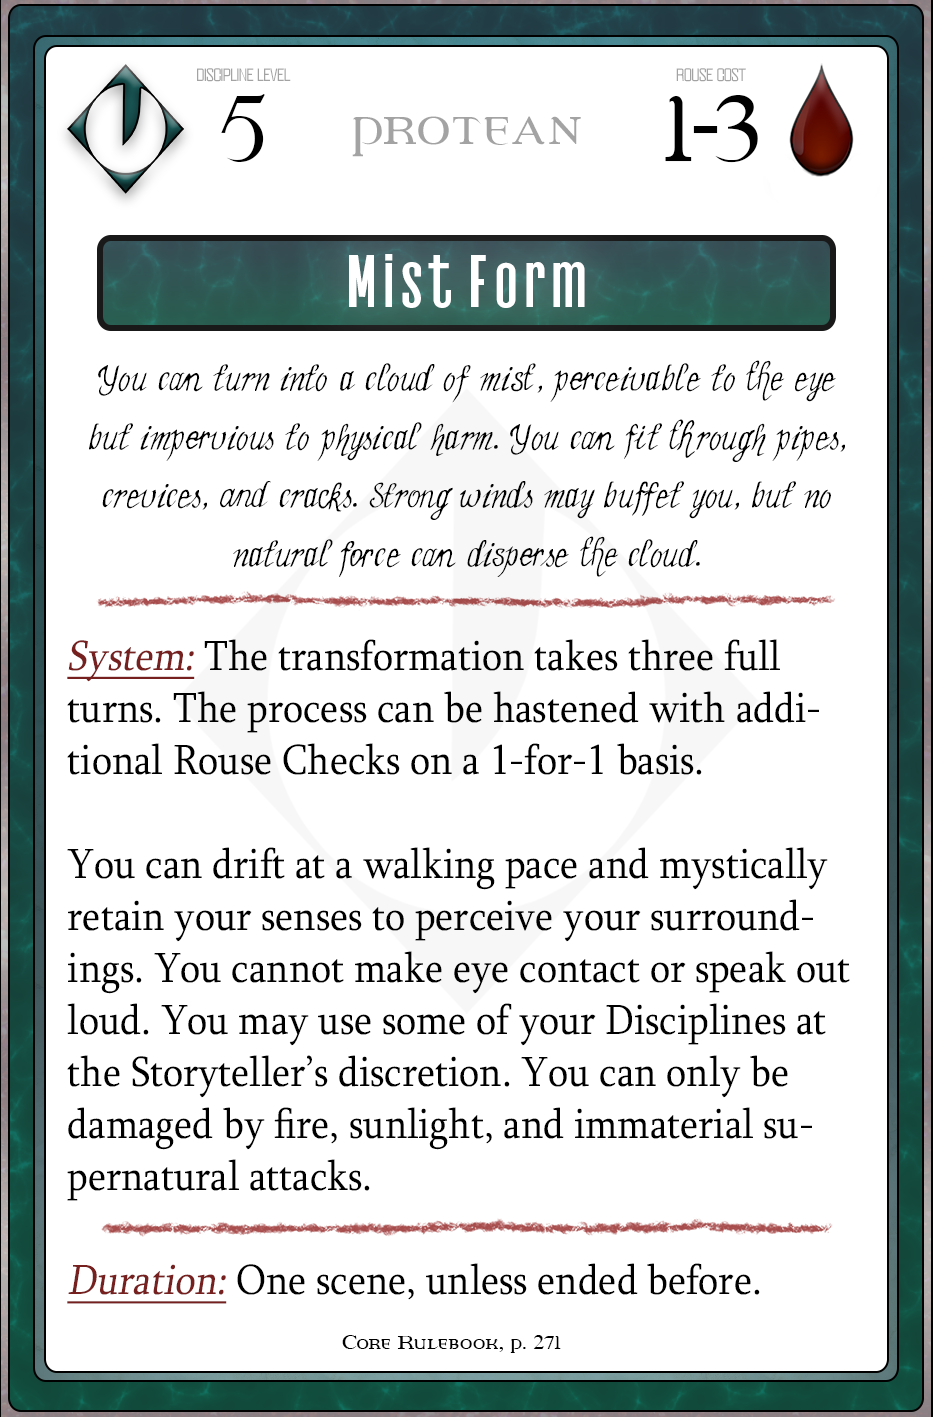 DISCIPLINE LEVEL
5
PROTEAN
ROUSE COST
1-3
Mist Form
You can turn into a cloud of mist, perceivable to the eye
but impervious to physical harm. You can fit through pipes,
crevices, and cracks. Strong winds may buffet you, but no
natural force can disperse the cloud.
System: The transformation takes three full
turns. The process can be hastened with addi-
tional Rouse Checks on a 1-for-1 basis.
You can drift at a walking pace and mystically
retain your senses to perceive your surround-
ings. You cannot make eye contact or speak out
loud. You may use some of your Disciplines at
the Storyteller’s discretion. You can only be
damaged by fire, sunlight, and immaterial su-
pernatural attacks.
Duration: One scene, unless ended before.
Core Rulebook, p. 271